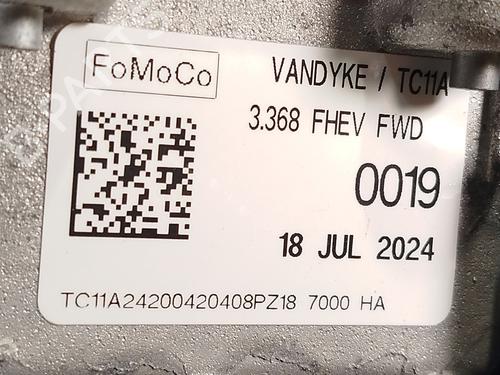 FoMoCo
VANDYKE / TC11A
3.368 FHEV FWD
0019
18 JUL 2024
TC11A24200420408PZ18 7000 HA